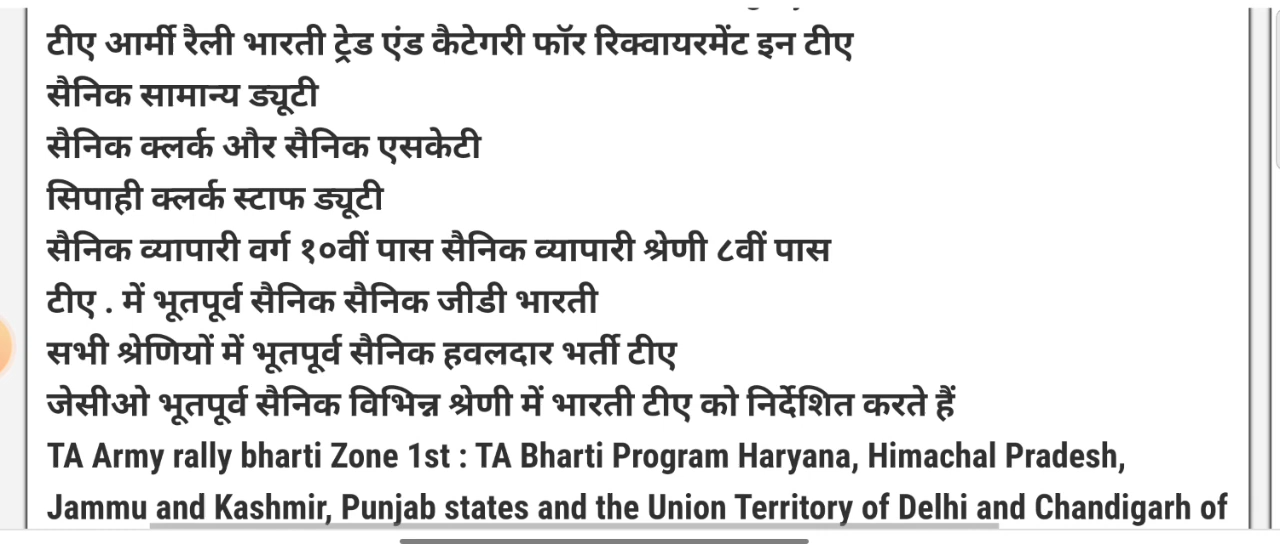 टीए आर्मी रैली भारती ट्रेड एंड कैटेगरी फॉर रिक्वायरमेंट इन टीए
सैनिक सामान्य ड्यूटी
सैनिक क्लर्क और सैनिक एसकेटी
सिपाही क्लर्क स्टाफ ड्यूटी
सैनिक व्यापारी वर्ग १०वीं पास सैनिक व्यापारी श्रेणी ८वीं पास
टीए . में भूतपूर्व सैनिक सैनिक जीडी भारती
सभी श्रेणियों में भूतपूर्व सैनिक हवलदार भर्ती टीए
जेसीओ भूतपूर्व सैनिक विभिन्न श्रेणी में भारती टीए को निर्देशित करते हैं
TA Army rally bharti Zone 1st : TA Bharti Program Haryana, Himachal Pradesh,
Jammu and Kashmir, Punjab states and the Union Territory of Delhi and Chandigarh of